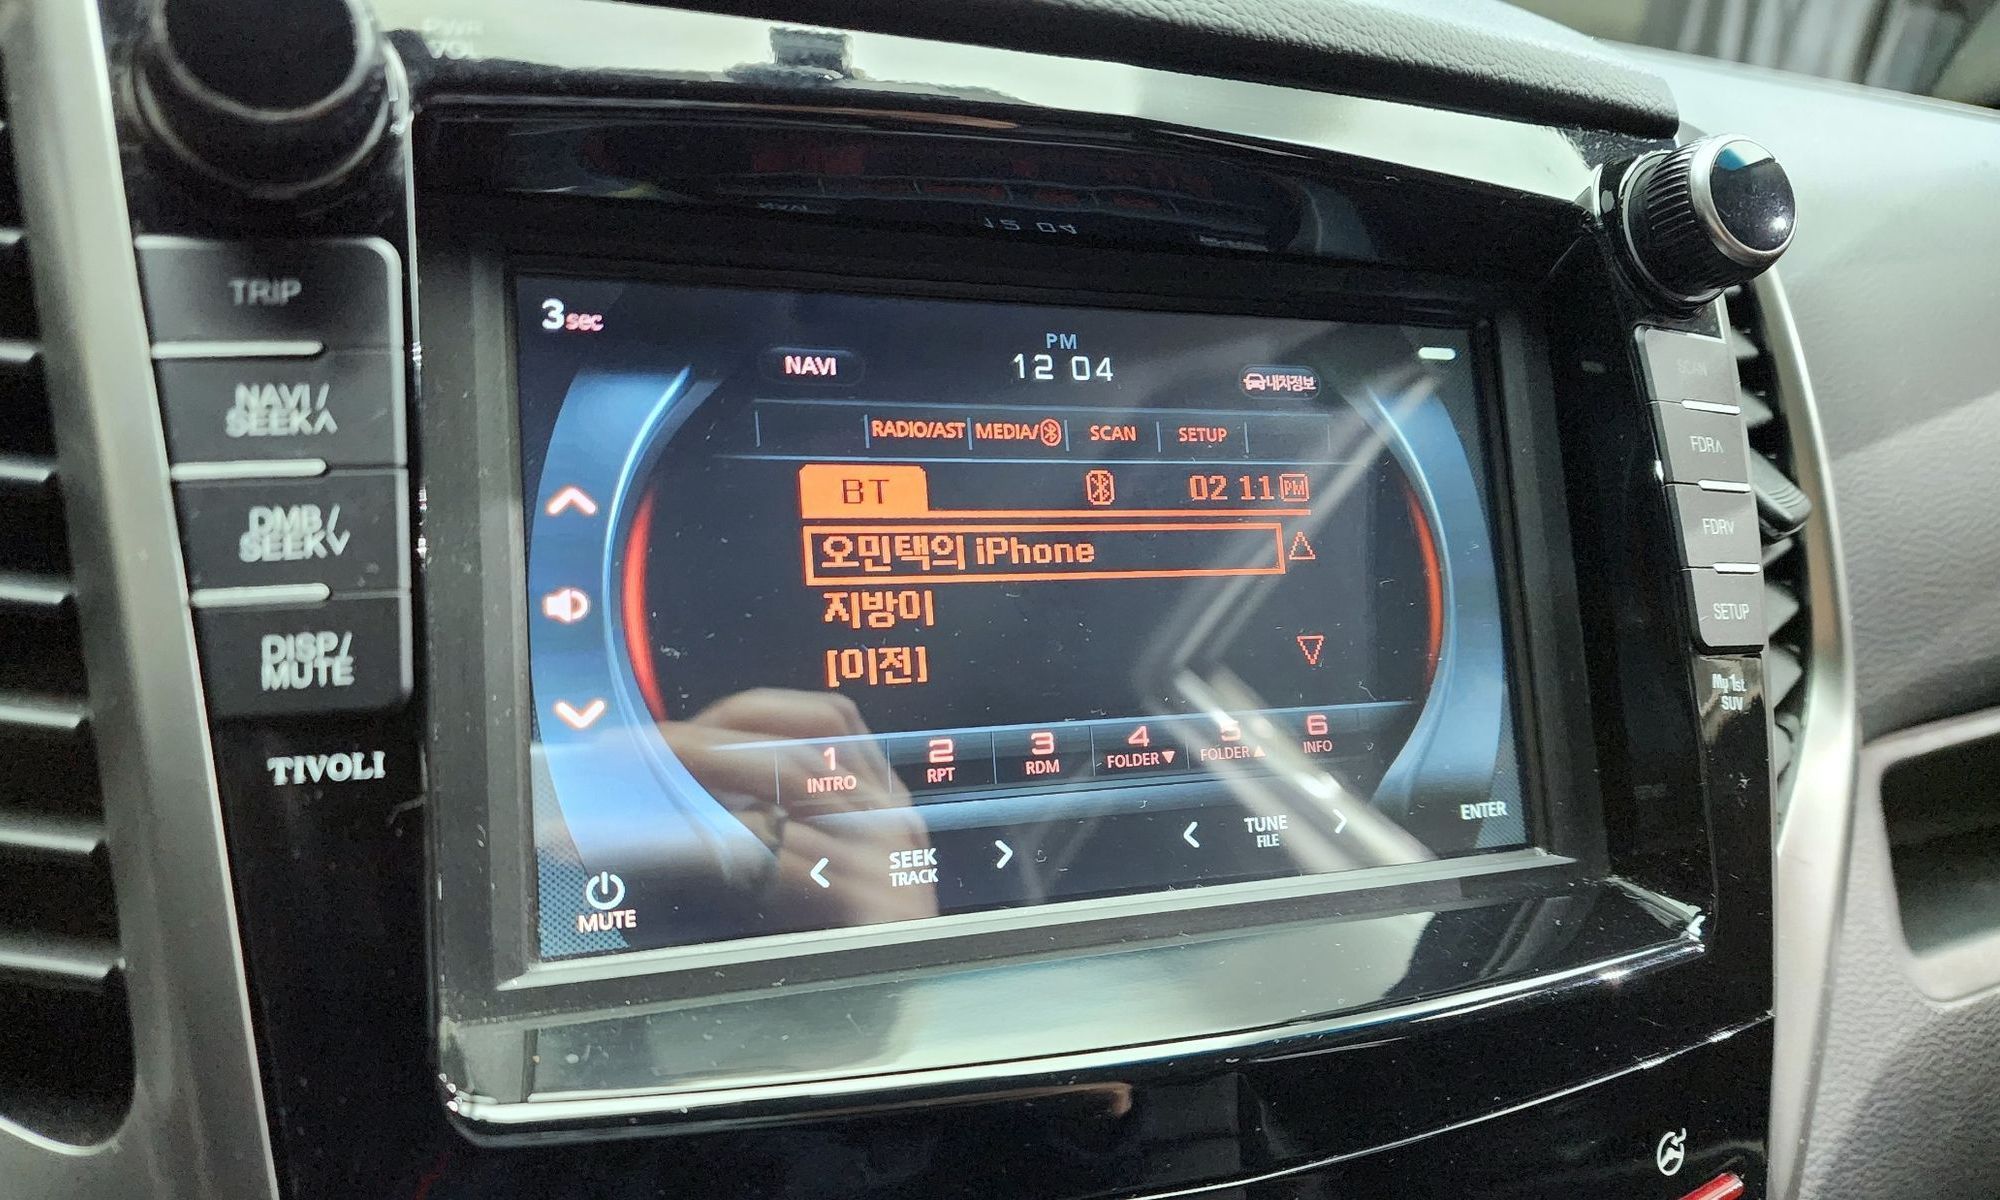 TRIP
NAVI/
SEEK∧
DMB/
SEEK∨
DISP/
MUTE
TIVOLI
3sec
NAVI
PM
12 04
내차정보
RADIO/AST
MEDIA/
SCAN
SETUP
BT
02 11 PM
오민택의 iPhone
지방미
[이전]
1
INTRO
2
RPT
3
RDM
4
FOLDER▼
5
FOLDER▲
6
INFO
<
SEEK
TRACK
>
<
TUNE
FILE
>
ENTER
MUTE
SCAN
FDR∧
FDR∨
SETUP
My 1st
SUV